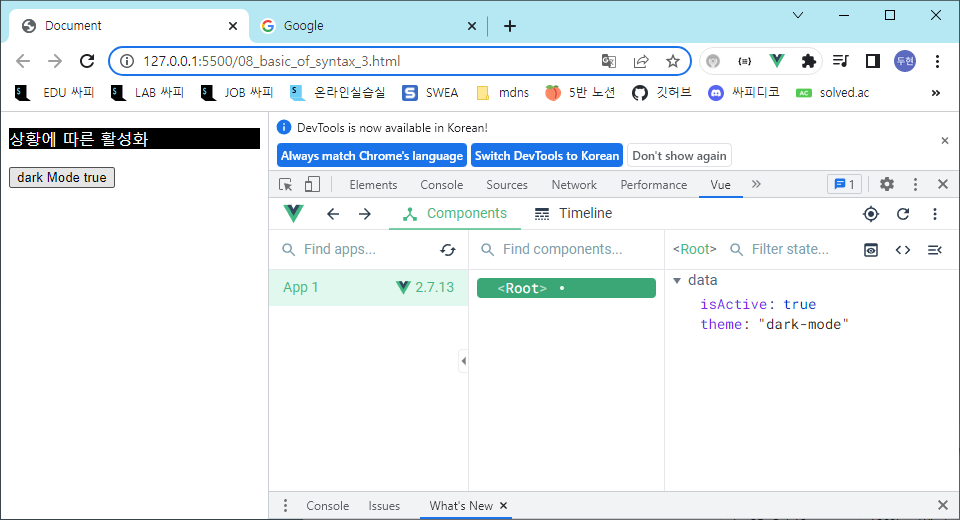 Document
Google
127.0.0.1:5500/08_basic_of_syntax_3.html
두현
EDU 싸피
LAB 싸피
JOB 싸피
온라인실습실
SWEA
mdns
5반 노션
깃허브
싸피디코
solved.ac
상황에 따른 활성화
dark Mode true
DevTools is now available in Korean!
Always match Chrome's language
Switch DevTools to Korean
Don't show again
Elements
Console
Sources
Network
Performance
Vue
1
Components
Timeline
Find apps...
Find components...
<Root>
Filter state...
App 1
2.7.13
<Root>
data
isActive: true
theme: "dark-mode"
Console
Issues
What's New